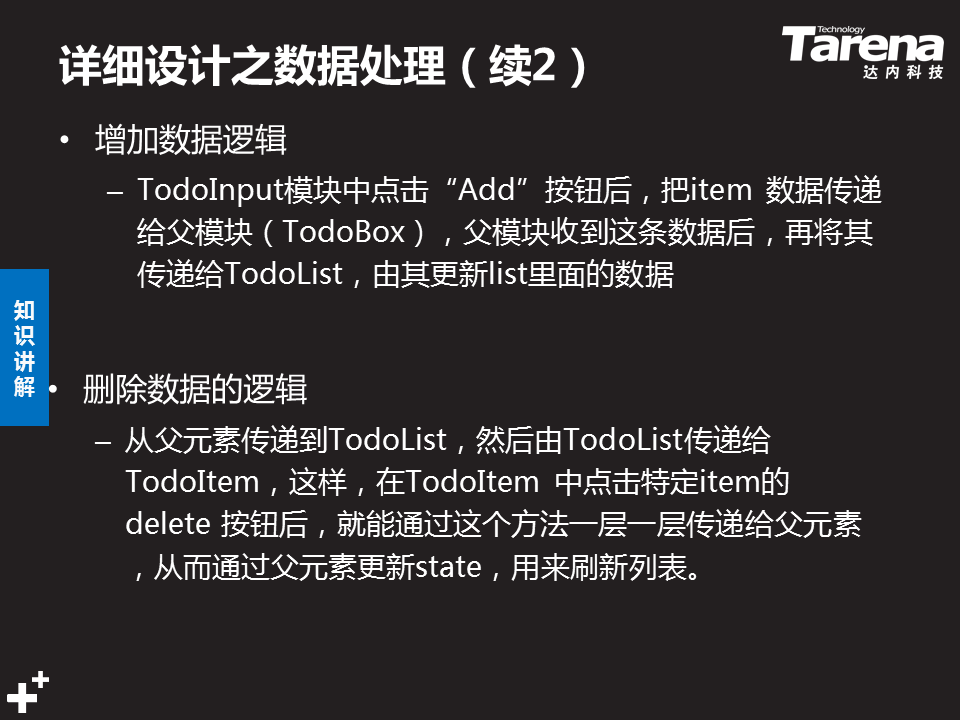 详细设计之数据处理（续2）
Technology
Tarena
达内科技
• 增加数据逻辑
– TodoInput模块中点击“Add”按钮后，把item 数据传递
给父模块（TodoBox），父模块收到这条数据后，再将其
传递给TodoList，由其更新list里面的数据
知
识
讲
解
• 删除数据的逻辑
– 从父元素传递到TodoList，然后由TodoList传递给
TodoItem，这样，在TodoItem 中点击特定item的
delete 按钮后，就能通过这个方法一层一层传递给父元素
，从而通过父元素更新state，用来刷新列表。